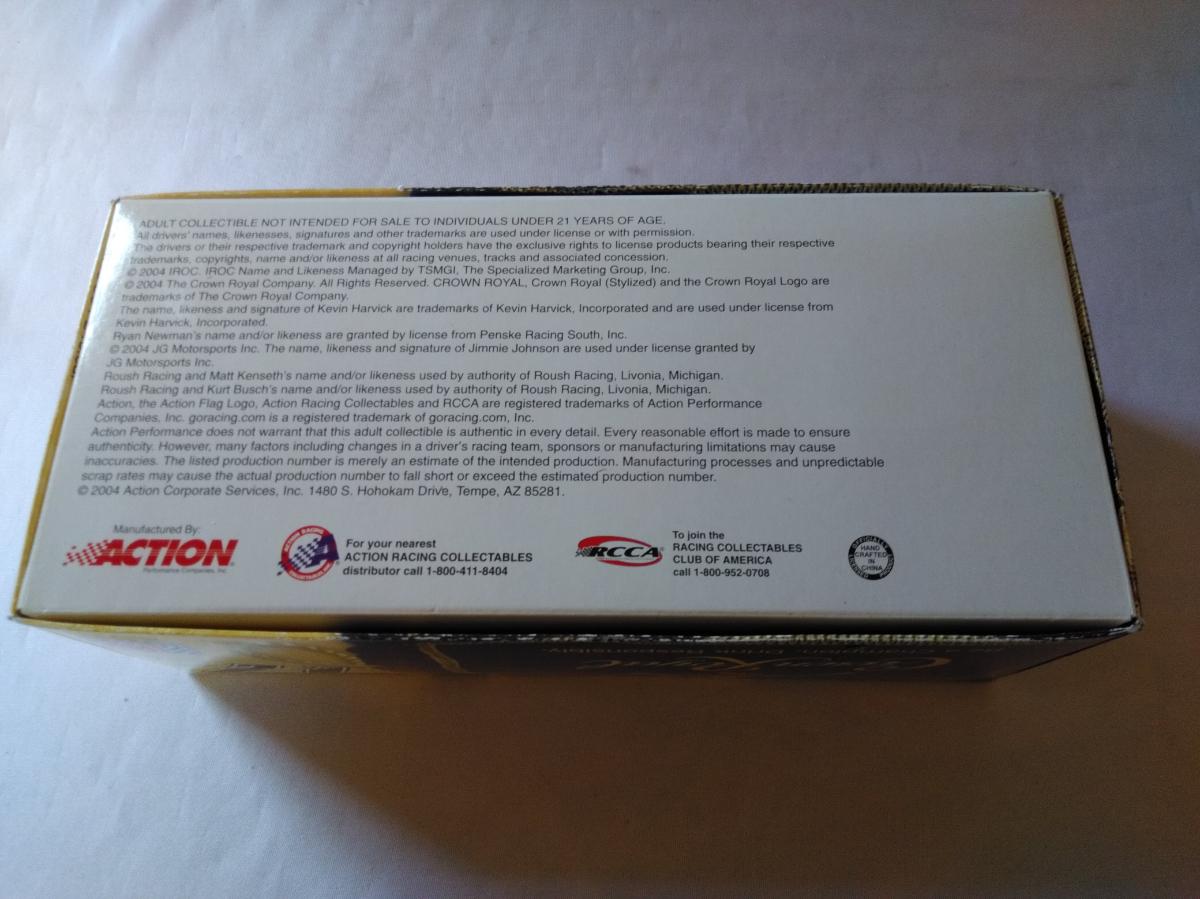 ADULT COLLECTIBLE NOT INTENDED FOR SALE TO INDIVIDUALS UNDER 21 YEARS OF AGE.
All drivers' names, likenesses, signatures and other trademarks are used under license or with permission.
The drivers or their respective trademark and copyright holders have the exclusive rights to license products bearing their respective
trademarks, copyrights, name and/or likeness at all racing venues, tracks and associated concession.
© 2004 IROC. IROC Name and Likeness Managed by TSMGI, The Specialized Marketing Group, Inc.
© 2004 The Crown Royal Company. All Rights Reserved. CROWN ROYAL, Crown Royal (Stylized) and the Crown Royal Logo are
trademarks of The Crown Royal Company.
The name, likeness and signature of Kevin Harvick are trademarks of Kevin Harvick, Incorporated and are used under license from
Kevin Harvick, Incorporated.
Ryan Newman's name and/or likeness are granted by license from Penske Racing South, Inc.
© 2004 JG Motorsports Inc. The name, likeness and signature of Jimmie Johnson are used under license granted by
JG Motorsports Inc.
Roush Racing and Matt Kenseth's name and/or likeness used by authority of Roush Racing, Livonia, Michigan.
Roush Racing and Kurt Busch's name and/or likeness used by authority of Roush Racing, Livonia, Michigan.
Action, the Action Flag Logo, Action Racing Collectables and RCCA are registered trademarks of Action Performance
Companies, Inc. goracing.com is a registered trademark of goracing.com, Inc.
Action Performance does not warrant that this adult collectible is authentic in every detail. Every reasonable effort is made to ensure
authenticity. However, many factors including changes in a driver's racing team, sponsors or manufacturing limitations may cause
inaccuracies. The listed production number is merely an estimate of the intended production. Manufacturing processes and unpredictable
scrap rates may cause the actual production number to fall short or exceed the estimated production number.
© 2004 Action Corporate Services, Inc. 1480 S. Hohokam Drive, Tempe, AZ 85281.
Manufactured By:
ACTION
Performance Companies, Inc.
ACTION RACING
For your nearest
ACTION RACING COLLECTABLES
distributor call 1-800-411-8404
RCCA
To join the
RACING COLLECTABLES
CLUB OF AMERICA
call 1-800-952-0708
OFFICIALLY
HAND
CRAFTED
IN
CHINA
Crown Royal
Drink Responsibly.